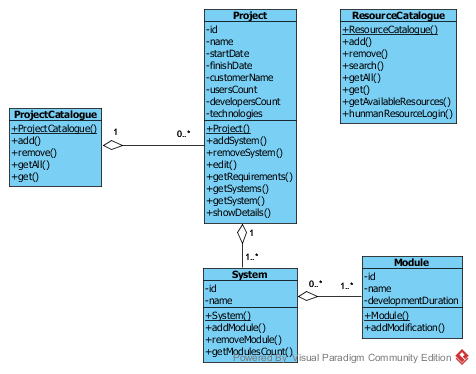 Project
-id
-name
-startDate
-finishDate
-customerName
-usersCount
-developersCount
-technologies
+Project()
+addSystem()
+removeSystem()
+edit()
+getRequirements()
+getSystems()
+getSystem()
+showDetails()
ResourceCatalogue
+ResourceCatalogue()
+add()
+remove()
+search()
+getAll()
+get()
+getAvailableResources()
+hunmanResourceLogin()
ProjectCatalogue
+ProjectCatalogue()
+add()
+remove()
+getAll()
+get()
1
0..*
1
1..*
System
-id
-name
+System()
+addModule()
+removeModule()
+getModulesCount()
0..*
1..*
Module
-id
-name
-developmentDuration
+Module()
+addModification()
Powered By Visual Paradigm Community Edition